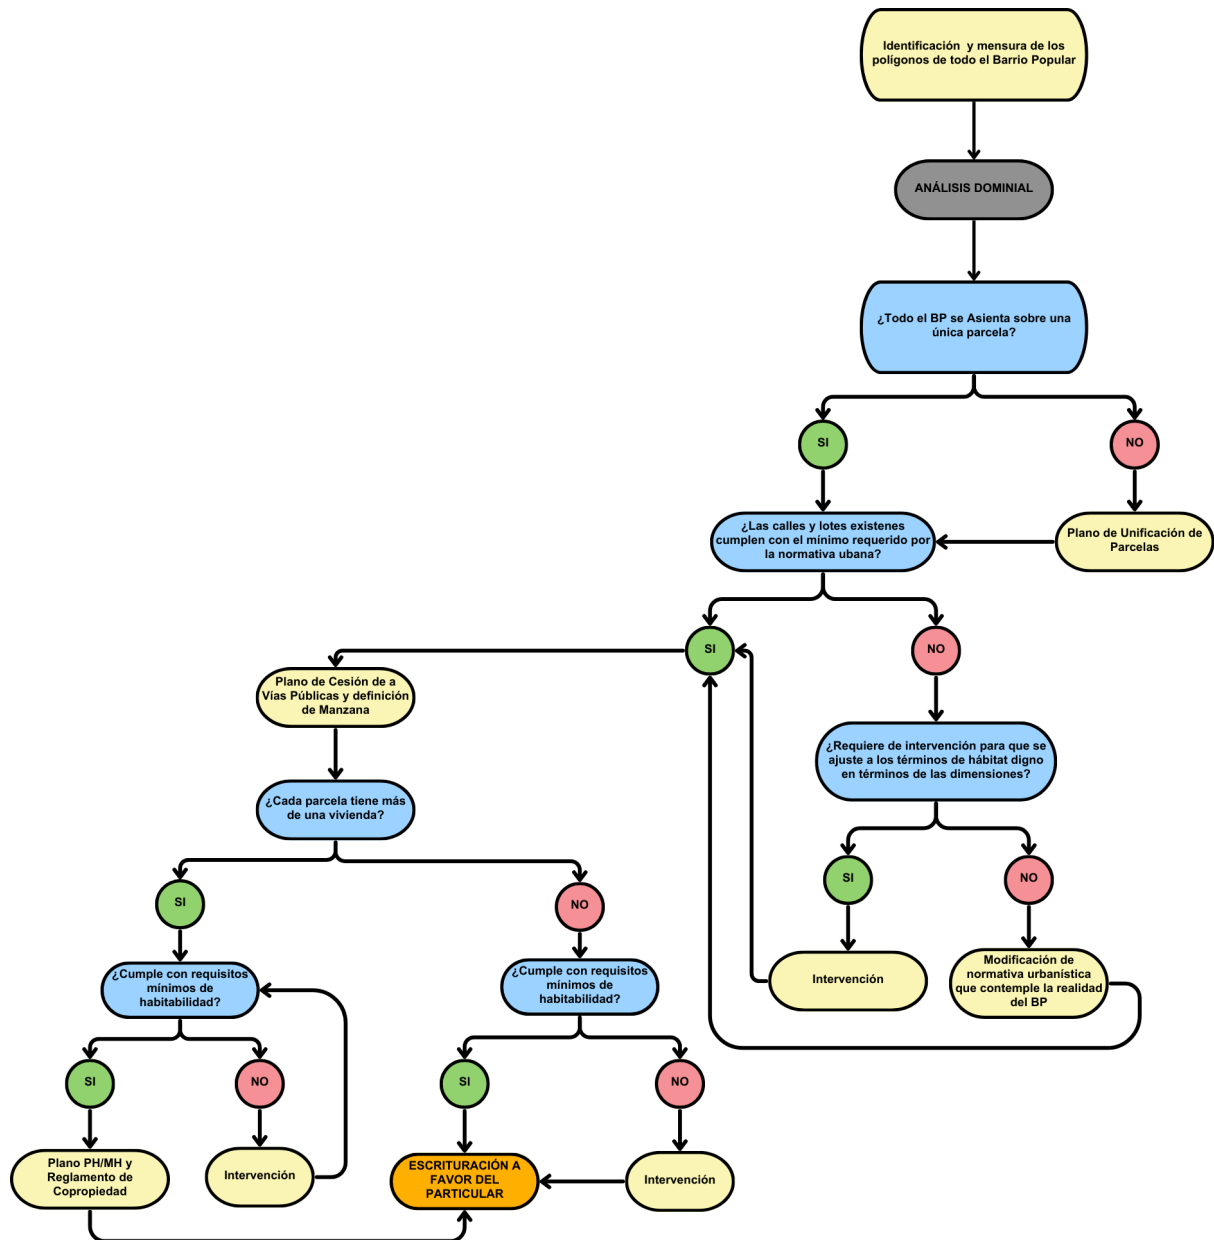 Identificación y mensura de los
polígonos de todo el Barrio Popular
ANÁLISIS DOMINIAL
¿Todo el BP se Asienta sobre una
única parcela?
SI
NO
¿Las calles y lotes existenes
cumplen con el mínimo requerido por
la normativa ubana?
Plano de Unificación de
Parcelas
SI
NO
Plano de Cesión de a
Vías Públicas y definición
de Manzana
¿Requiere de intervención para que se
ajuste a los términos de hábitat digno
en términos de las dimensiones?
¿Cada parcela tiene más
de una vivienda?
SI
NO
SI
NO
¿Cumple con requisitos
mínimos de
habitabilidad?
¿Cumple con requisitos
mínimos de
habitabilidad?
Intervención
Modificación de
normativa urbanística
que contemple la realidad
del BP
SI
NO
SI
NO
Plano PH/MH y
Reglamento de
Copropiedad
Intervención
ESCRITURACIÓN A
FAVOR DEL
PARTICULAR
Intervención